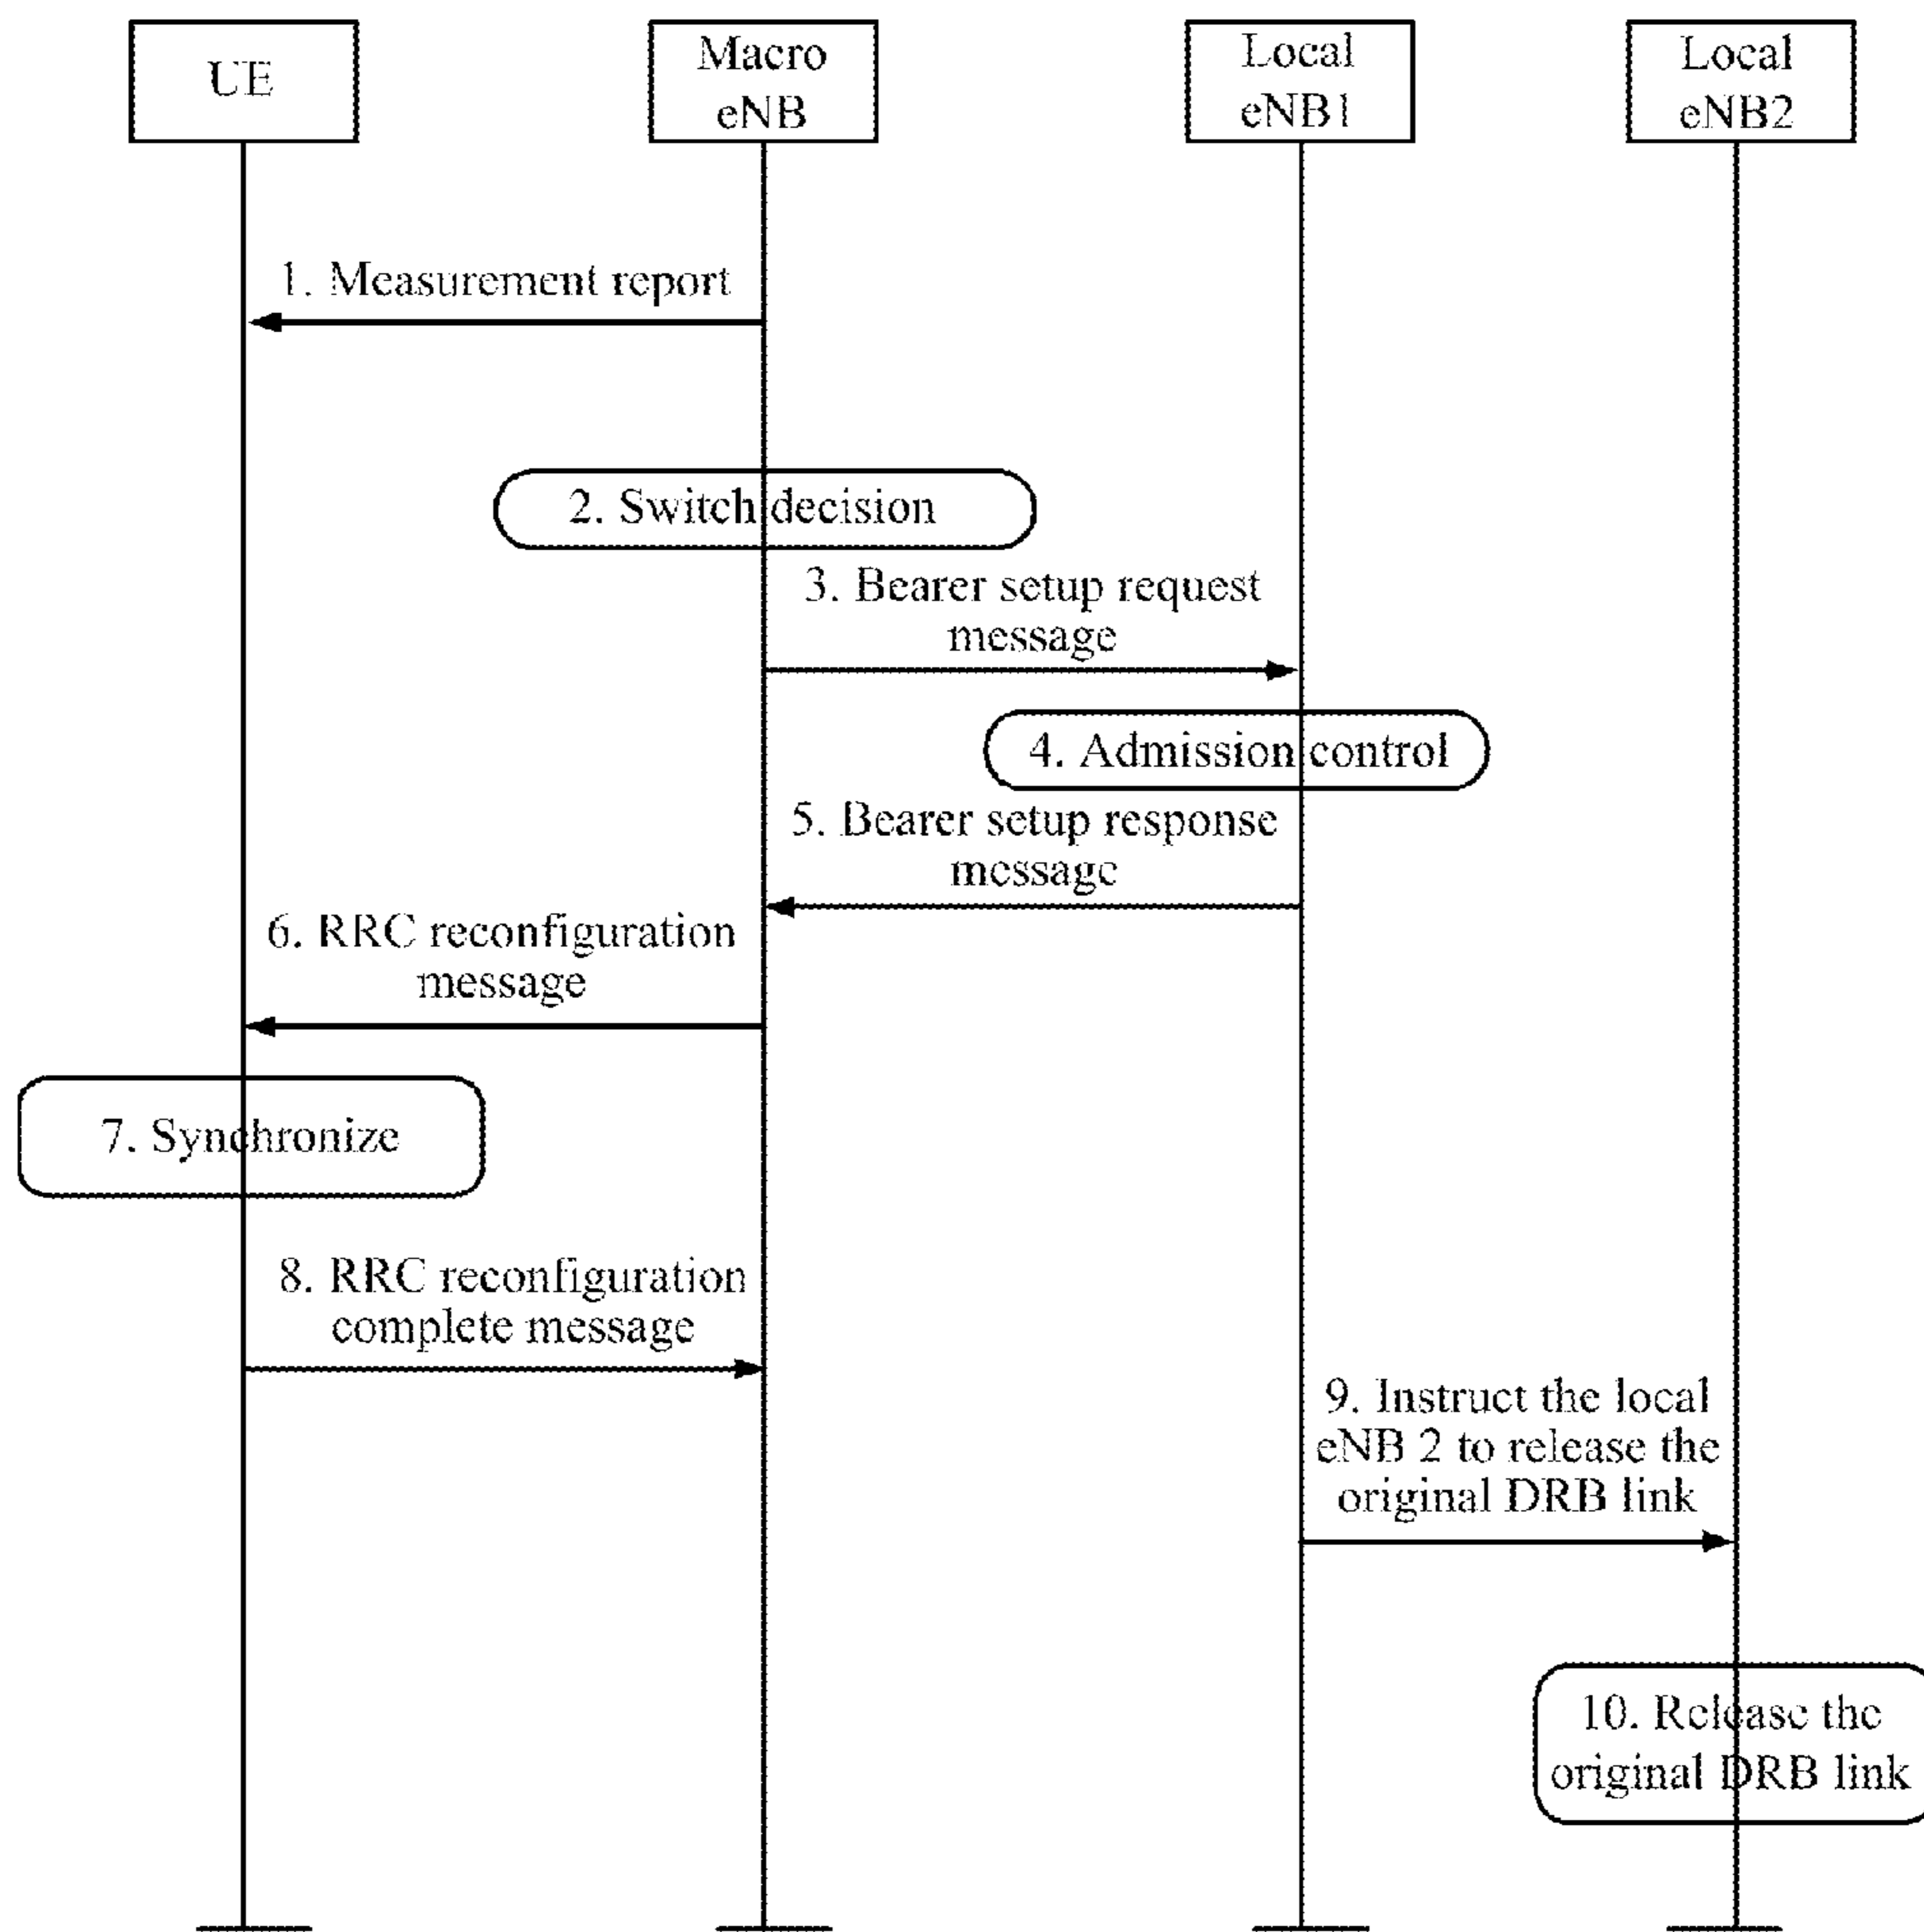 UE
Macro
eNB
Local
eNB1
Local
eNB2
1. Measurement report
2. Switch decision
3. Bearer setup request
message
4. Admission control
5. Bearer setup response
message
6. RRC reconfiguration
message
7. Synchronize
8. RRC reconfiguration
complete message
9. Instruct the local
eNB 2 to release the
original DRB link
10. Release the
original DRB link